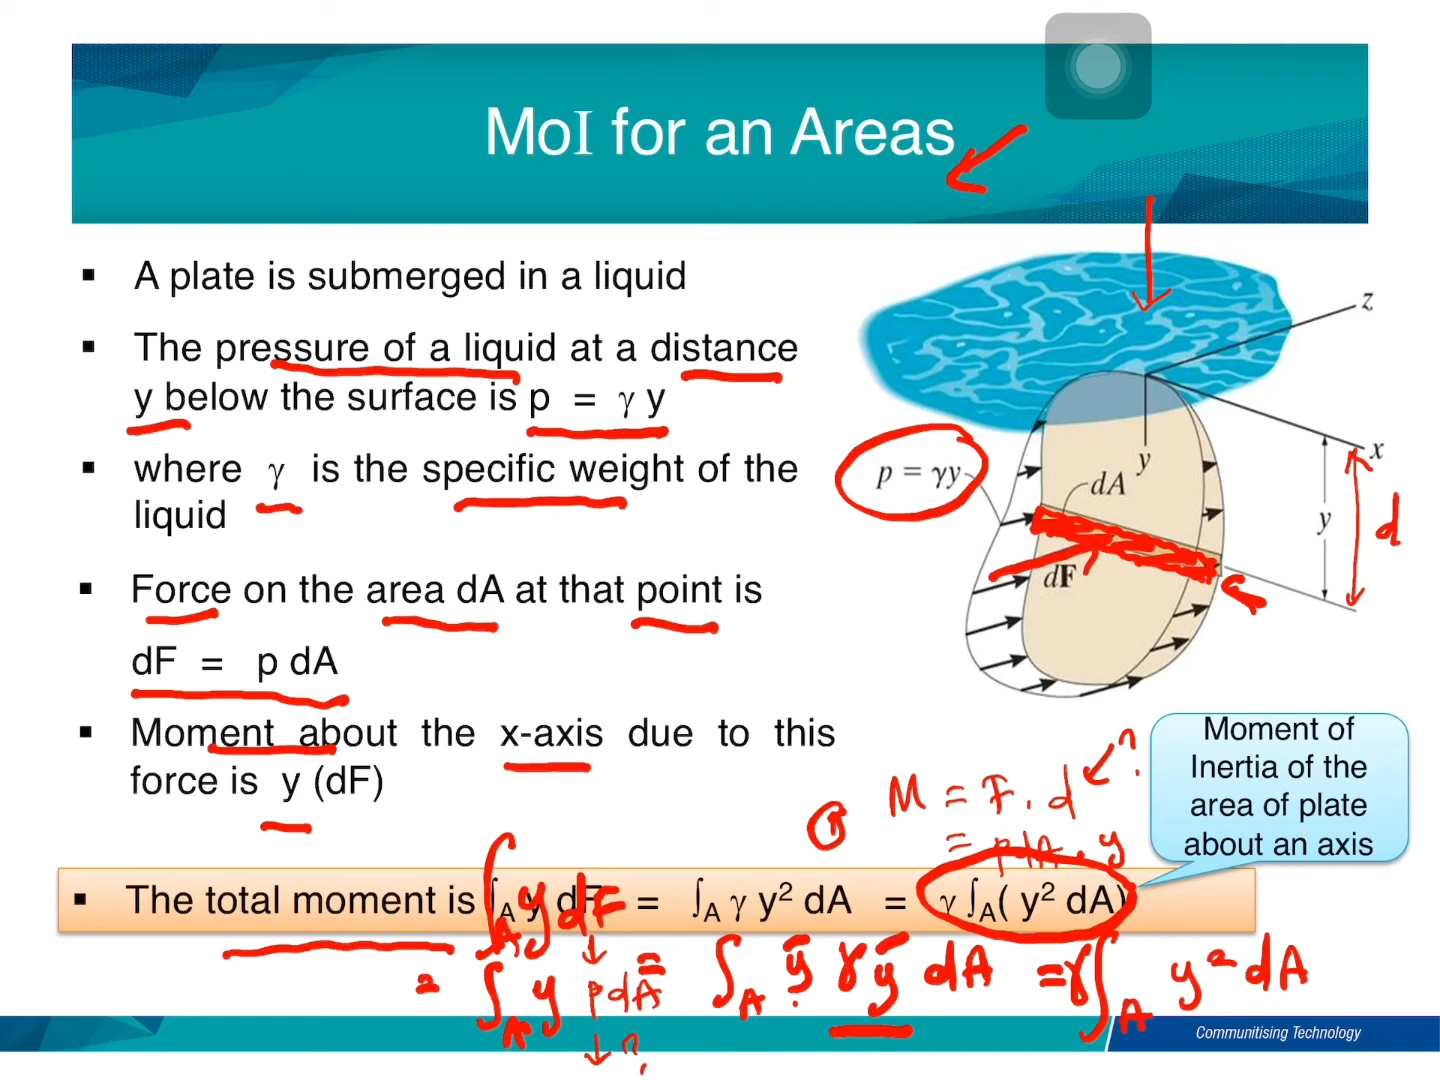 MoI for an Areas
▪ A plate is submerged in a liquid
▪ The pressure of a liquid at a distance
y below the surface is p = γ y
▪ where γ is the specific weight of the
liquid
▪ Force on the area dA at that point is
dF = p dA
▪ Moment about the x-axis due to this
force is y (dF)
▪ The total moment is ∫A y dF = ∫A γ y² dA = γ ∫A( y² dA)
z
x
y
p = γy
dA
dF
y
d
Moment of
Inertia of the
area of plate
about an axis
M = F . d ?
= pdA . y
∫A y dF
= ∫A y pdA = ∫A y γ y dA = γ ∫A y² dA
?
Communitising Technology